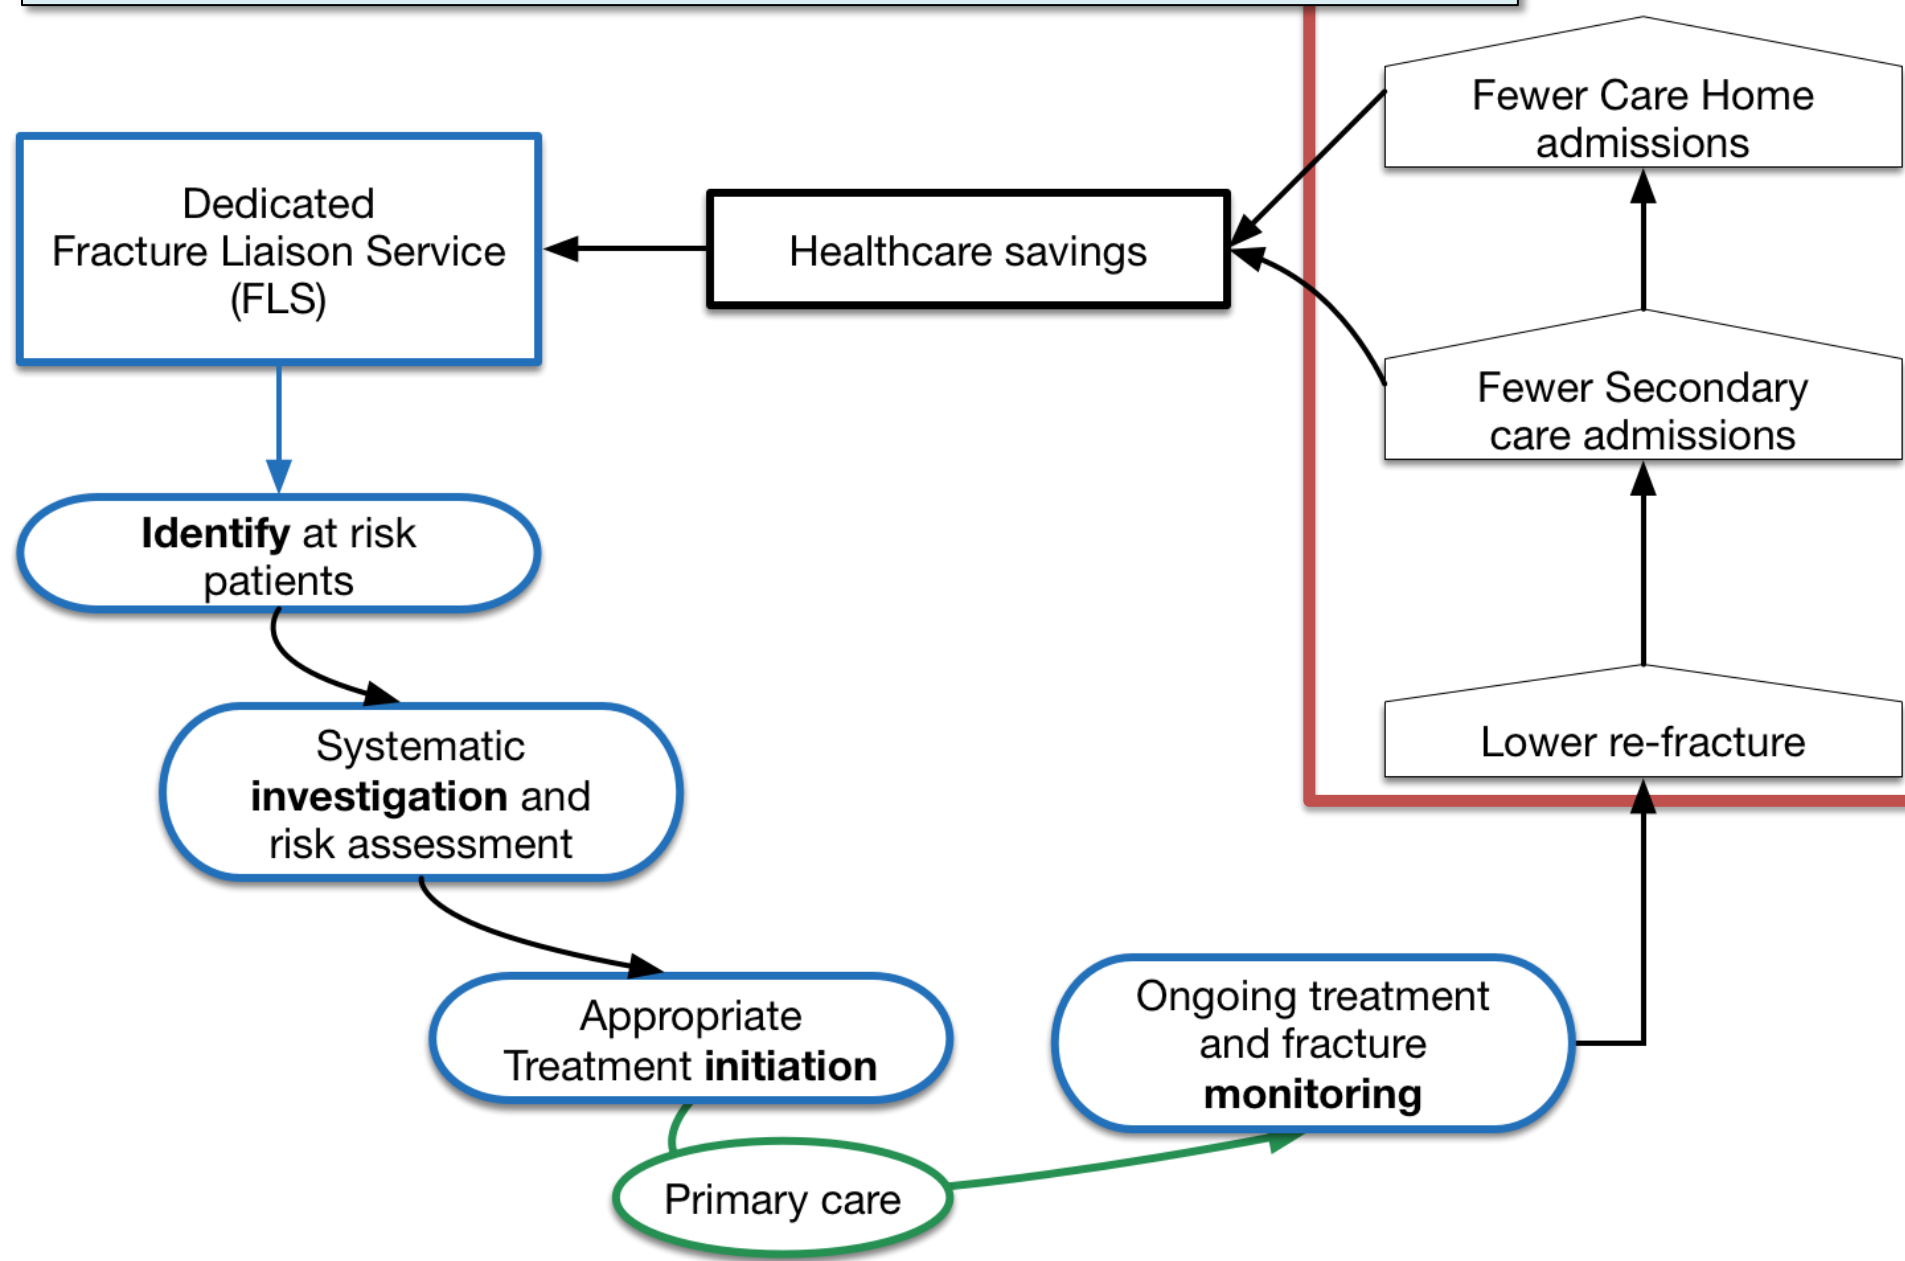 Fewer Care Home
admissions
Dedicated
Fracture Liaison Service
(FLS)
Healthcare savings
Fewer Secondary
care admissions
Identify at risk
patients
Systematic
investigation and
risk assessment
Lower re-fracture
Appropriate
Treatment initiation
Ongoing treatment
and fracture
monitoring
Primary care